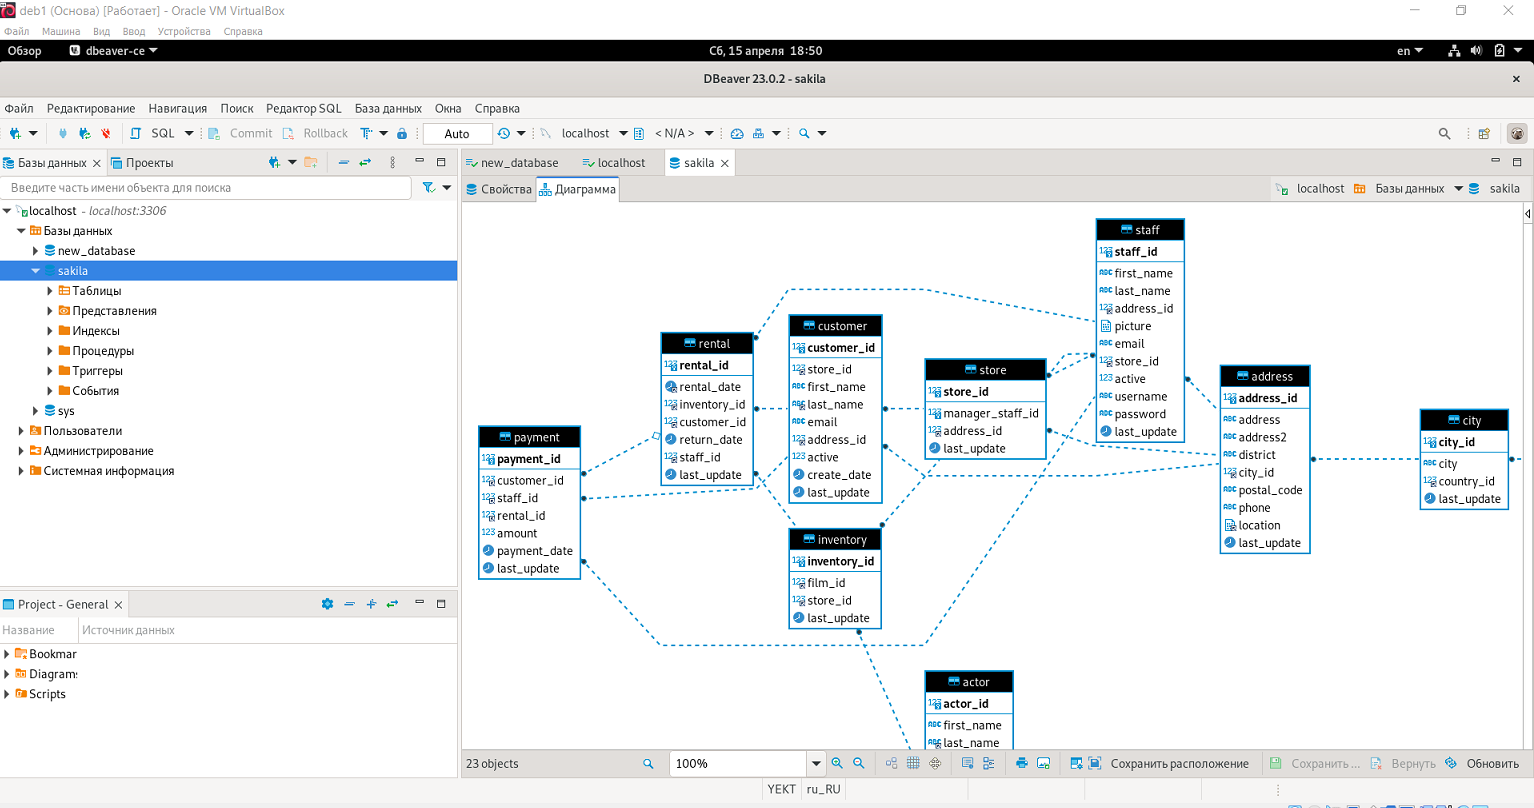 deb1 (Основа) [Работает] - Oracle VM VirtualBox
Файл Машина Вид Ввод Устройства Справка
Обзор dbeaver-ce Сб, 15 апреля 18:50 en
DBeaver 23.0.2 - sakila
Файл Редактирование Навигация Поиск Редактор SQL База данных Окна Справка
SQL Commit Rollback Auto localhost < N/A >
Базы данных Проекты
Введите часть имени объекта для поиска
localhost - localhost:3306
Базы данных
new_database
sakila
Таблицы
Представления
Индексы
Процедуры
Триггеры
События
sys
Пользователи
Администрирование
Системная информация
Project - General
Название Источник данных
Bookmar
Diagrams
Scripts
new_database localhost sakila
Свойства Диаграмма localhost Базы данных sakila
payment
payment_id
customer_id
staff_id
rental_id
amount
payment_date
last_update
rental
rental_id
rental_date
inventory_id
customer_id
return_date
staff_id
last_update
customer
customer_id
store_id
first_name
last_name
email
address_id
active
create_date
last_update
inventory
inventory_id
film_id
store_id
last_update
store
store_id
manager_staff_id
address_id
last_update
actor
actor_id
first_name
last_name
staff
staff_id
first_name
last_name
address_id
picture
email
store_id
active
username
password
last_update
address
address_id
address
address2
district
city_id
postal_code
phone
location
last_update
city
city_id
city
country_id
last_update
23 objects 100% Сохранить расположение Сохранить ... Вернуть Обновить
YEKT ru_RU